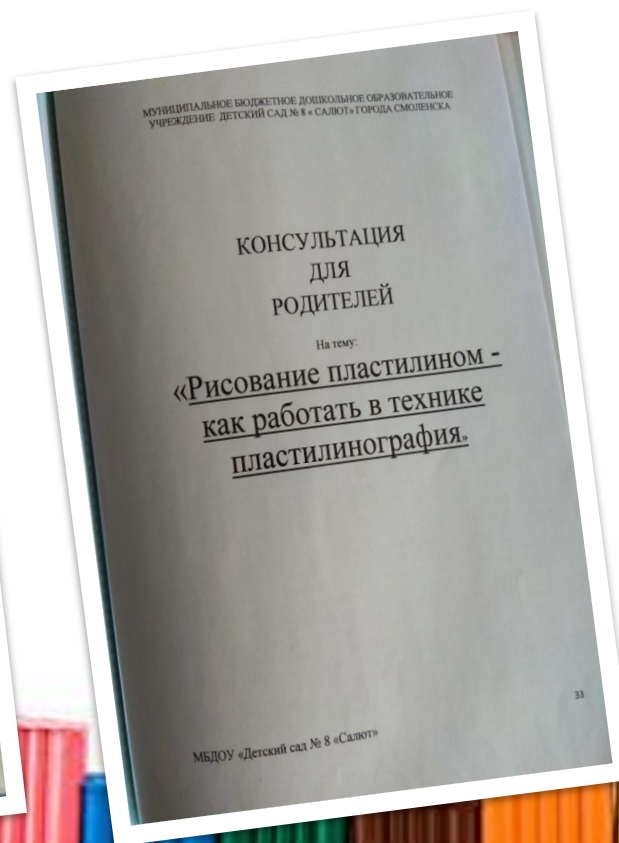 МУНИЦИПАЛЬНОЕ БЮДЖЕТНОЕ ДОШКОЛЬНОЕ ОБРАЗОВАТЕЛЬНОЕ
УЧРЕЖДЕНИЕ ДЕТСКИЙ САД № 8 « САЛЮТ» ГОРОДА СМОЛЕНСКА
КОНСУЛЬТАЦИЯ
ДЛЯ
РОДИТЕЛЕЙ
На тему:
«Рисование пластилином -
как работать в технике
пластилинография»
33
МБДОУ «Детский сад № 8 «Салют»